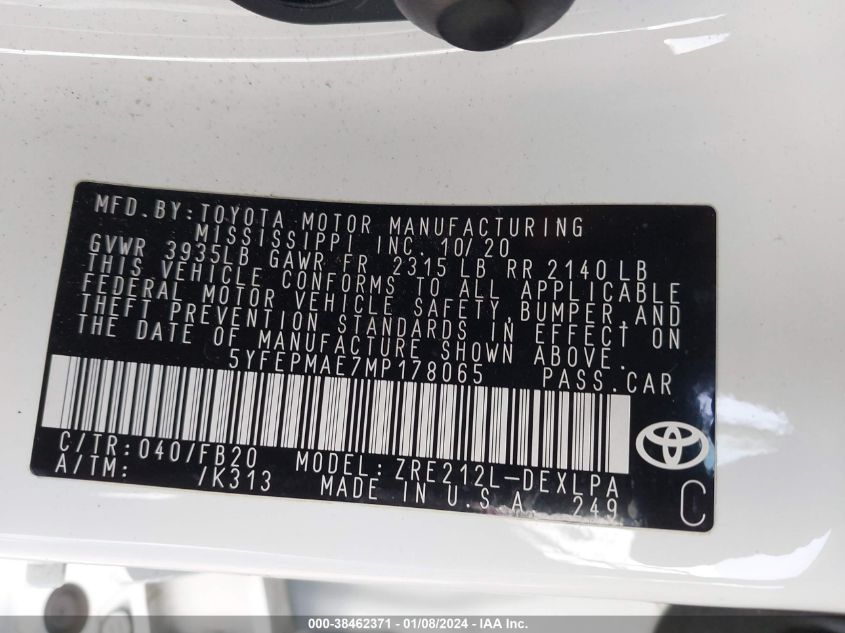 MFD.BY:TOYOTA MOTOR MANUFACTURING
MISSISSIPPI INC. 10/20
GVWR 3935LB GAWR FR 2315 LB RR 2140 LB
THIS VEHICLE CONFORMS TO ALL APPLICABLE
FEDERAL MOTOR VEHICLE SAFETY,BUMPER,AND
THEFT PREVENTION STANDARDS IN EFFECT ON
THE DATE OF MANUFACTURE SHOWN ABOVE.
5YFEPMAE7MP178065 PASS.CAR
C/TR:040/FB20 MODEL:ZRE212L-DEXLPA
A/TM: /K313 MADE IN U.S.A. 249
C
000-38462371 - 01/08/2024 - IAA Inc.